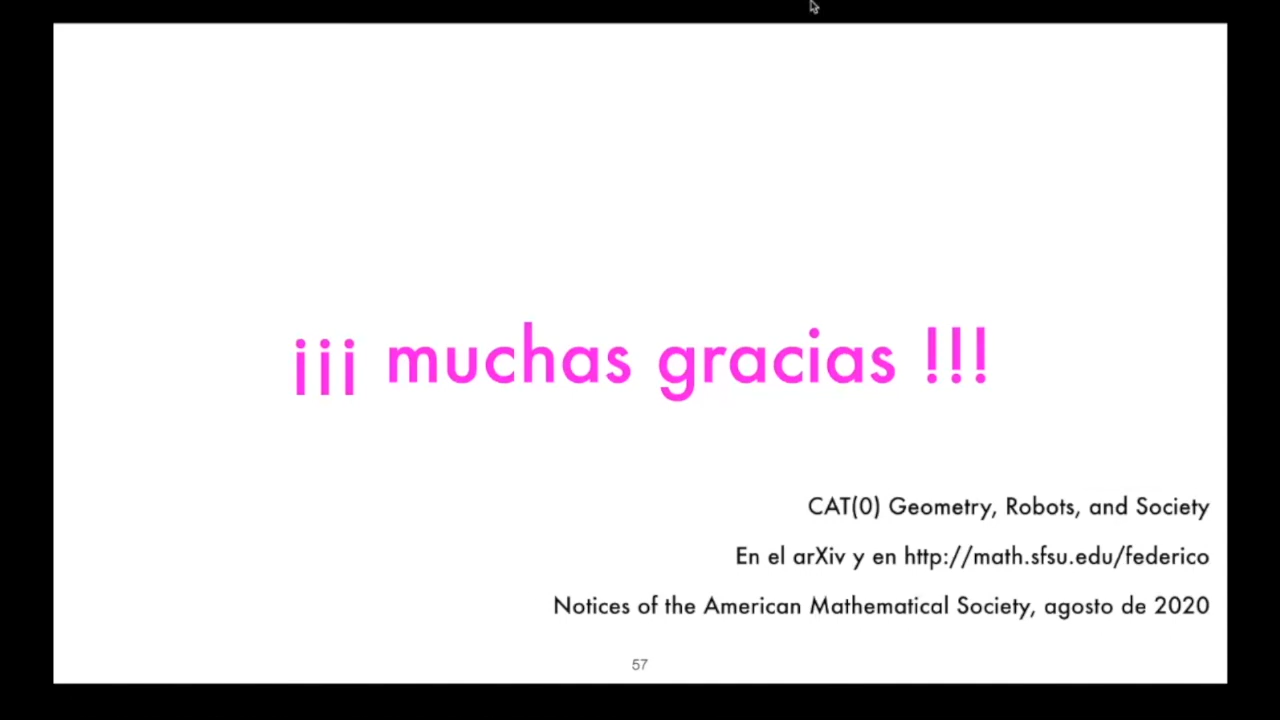 ¡¡¡ muchas gracias !!!
CAT(0) Geometry, Robots, and Society
En el arXiv y en http://math.sfsu.edu/federico
Notices of the American Mathematical Society, agosto de 2020
57